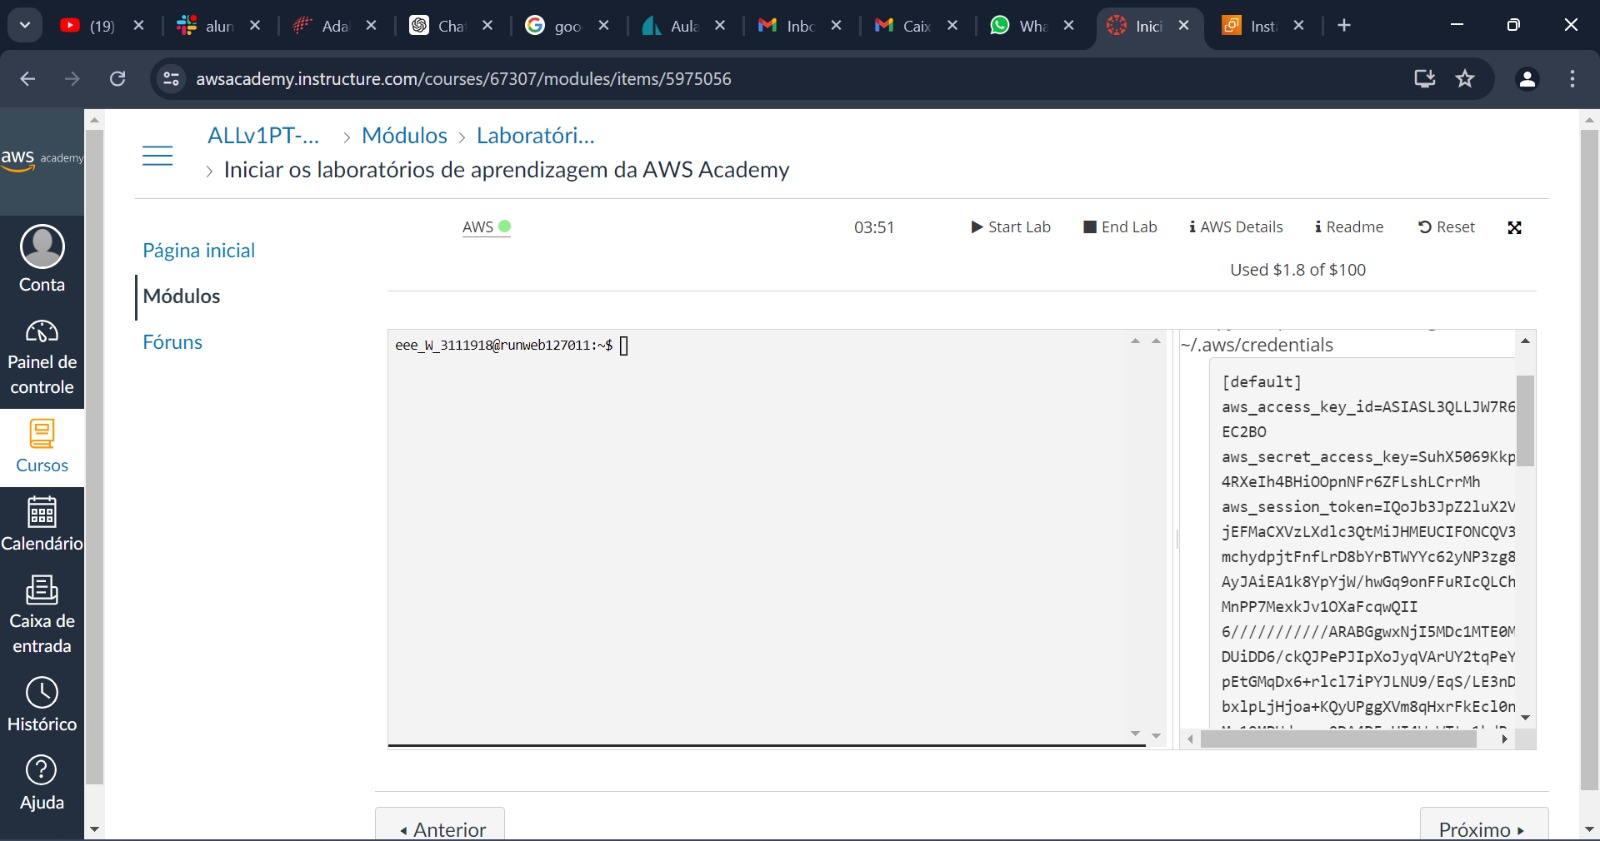 (19)
alun
Ada
Chat
goo
Aula
Inbo
Caix
Wha
Inici
Inst
awsacademy.instructure.com/courses/67307/modules/items/5975056
aws academy
ALLv1PT-... > Módulos > Laboratóri...
> Iniciar os laboratórios de aprendizagem da AWS Academy
Conta
Painel de
controle
Cursos
Calendário
Caixa de
entrada
Histórico
Ajuda
Página inicial
Módulos
Fóruns
AWS
03:51
Start Lab
End Lab
i AWS Details
i Readme
Reset
Used $1.8 of $100
eee_W_3111918@runweb127011:~$
~/.aws/credentials
[default]
aws_access_key_id=ASIASL3QLLJW7R6
EC2BO
aws_secret_access_key=SuhX5069Kkp
4RXeIh4BHiOOpnNFr6ZFLshLCrrMh
aws_session_token=IQoJb3JpZ2luX2V
jEFMaCXVzLXdlc3QtMiJHMEUCIFONCQV3
mchydpjtFnfLrD8bYrBTWYYc62yNP3zg8
AyJAiEA1k8YpYjW/hwGq9onFFuRIcQLCh
MnPP7MexkJv1OXaFcqwQII
6///////////ARABGgwxNjI5MDc1MTE0M
DUiDD6/ckQJPePJIpXoJyqVArUY2tqPeY
pEtGMqDx6+rlcl7iPYJLNU9/EqS/LE3nD
bxlpLjHjoa+KQyUPggXVm8qHxrFkEcl0n
Anterior
Próximo